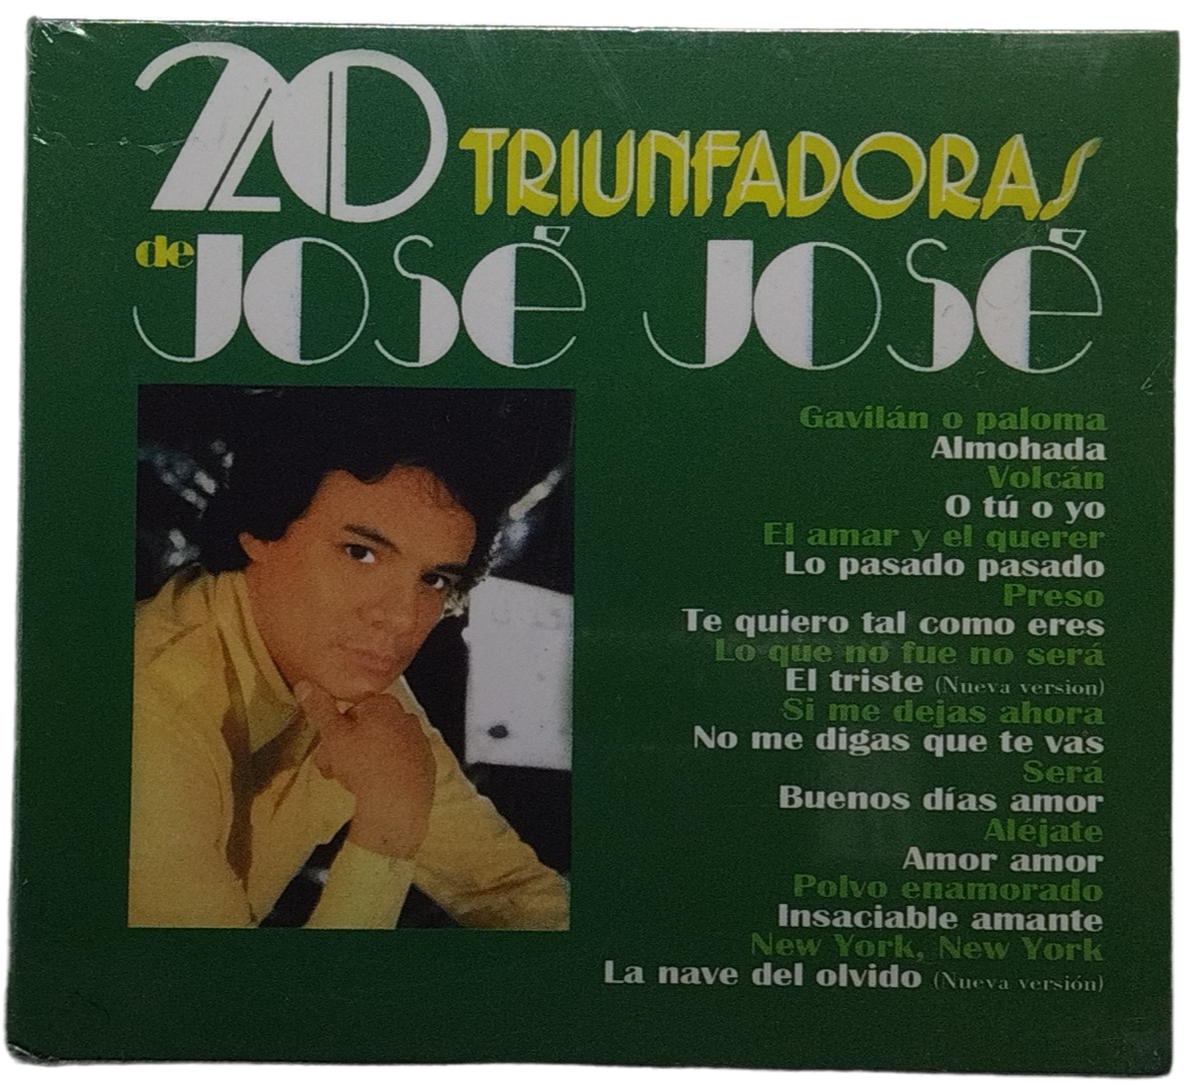 20 TRIUNFADORAS
de JOSÉ JOSÉ
Gavilán o paloma
Almohada
Volcán
O tú o yo
El amar y el querer
Lo pasado pasado
Preso
Te quiero tal como eres
Lo que no fue no será
El triste (Nueva version)
Si me dejas ahora
No me digas que te vas
Será
Buenos días amor
Aléjate
Amor amor
Polvo enamorado
Insaciable amante
New York, New York
La nave del olvido (Nueva versión)